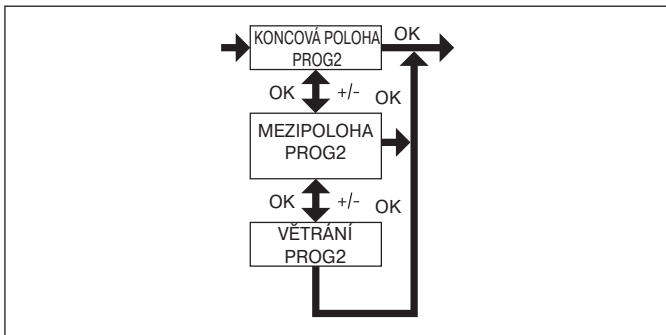 KONCOVÁ POLOHA
PROG2
OK
OK +/- OK
MEZIPOLOHA
PROG2
OK +/- OK
VĚTRÁNÍ
PROG2